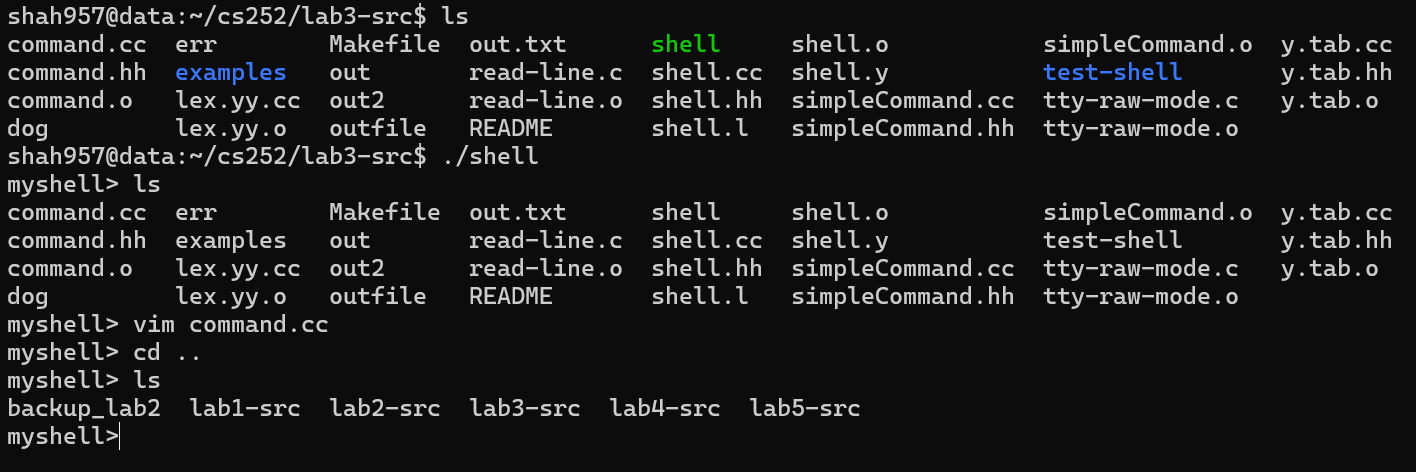 shah957@data:~/cs252/lab3-src$ ls
command.cc  err       Makefile  out.txt      shell     shell.o           simpleCommand.o  y.tab.cc
command.hh  examples  out       read-line.c  shell.cc  shell.y           test-shell       y.tab.hh
command.o   lex.yy.cc  out2      read-line.o  shell.hh  simpleCommand.cc  tty-raw-mode.c   y.tab.o
dog         lex.yy.o  outfile   README       shell.l   simpleCommand.hh  tty-raw-mode.o
shah957@data:~/cs252/lab3-src$ ./shell
myshell> ls
command.cc  err       Makefile  out.txt      shell     shell.o           simpleCommand.o  y.tab.cc
command.hh  examples  out       read-line.c  shell.cc  shell.y           test-shell       y.tab.hh
command.o   lex.yy.cc  out2      read-line.o  shell.hh  simpleCommand.cc  tty-raw-mode.c   y.tab.o
dog         lex.yy.o  outfile   README       shell.l   simpleCommand.hh  tty-raw-mode.o
myshell> vim command.cc
myshell> cd ..
myshell> ls
backup_lab2  lab1-src  lab2-src  lab3-src  lab4-src  lab5-src
myshell>